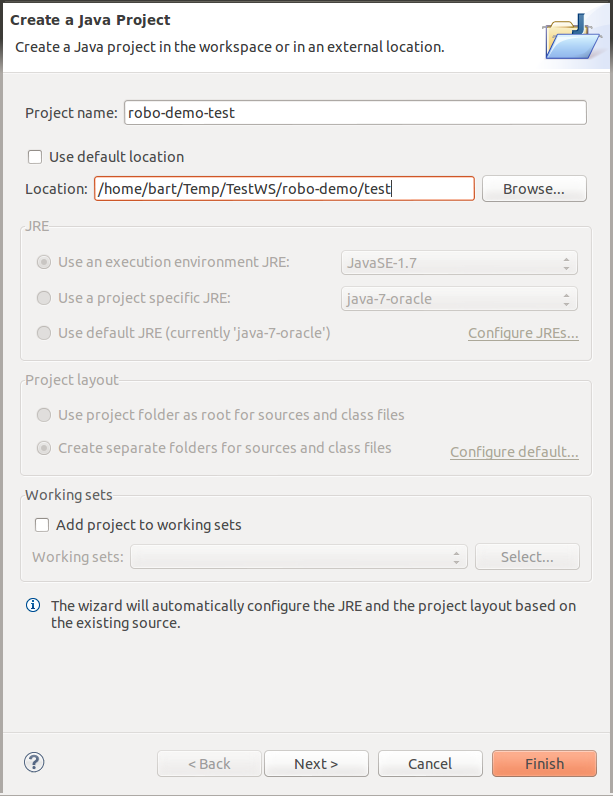 Create a Java Project
Create a Java project in the workspace or in an external location.
Project name: robo-demo-test
Use default location
Location: /home/bart/Temp/TestWS/robo-demo/test Browse...
JRE
Use an execution environment JRE: JavaSE-1.7
Use a project specific JRE: java-7-oracle
Use default JRE (currently 'java-7-oracle') Configure JREs...
Project layout
Use project folder as root for sources and class files
Create separate folders for sources and class files Configure default...
Working sets
Add project to working sets
Working sets: Select...
The wizard will automatically configure the JRE and the project layout based on
the existing source.
? < Back Next > Cancel Finish